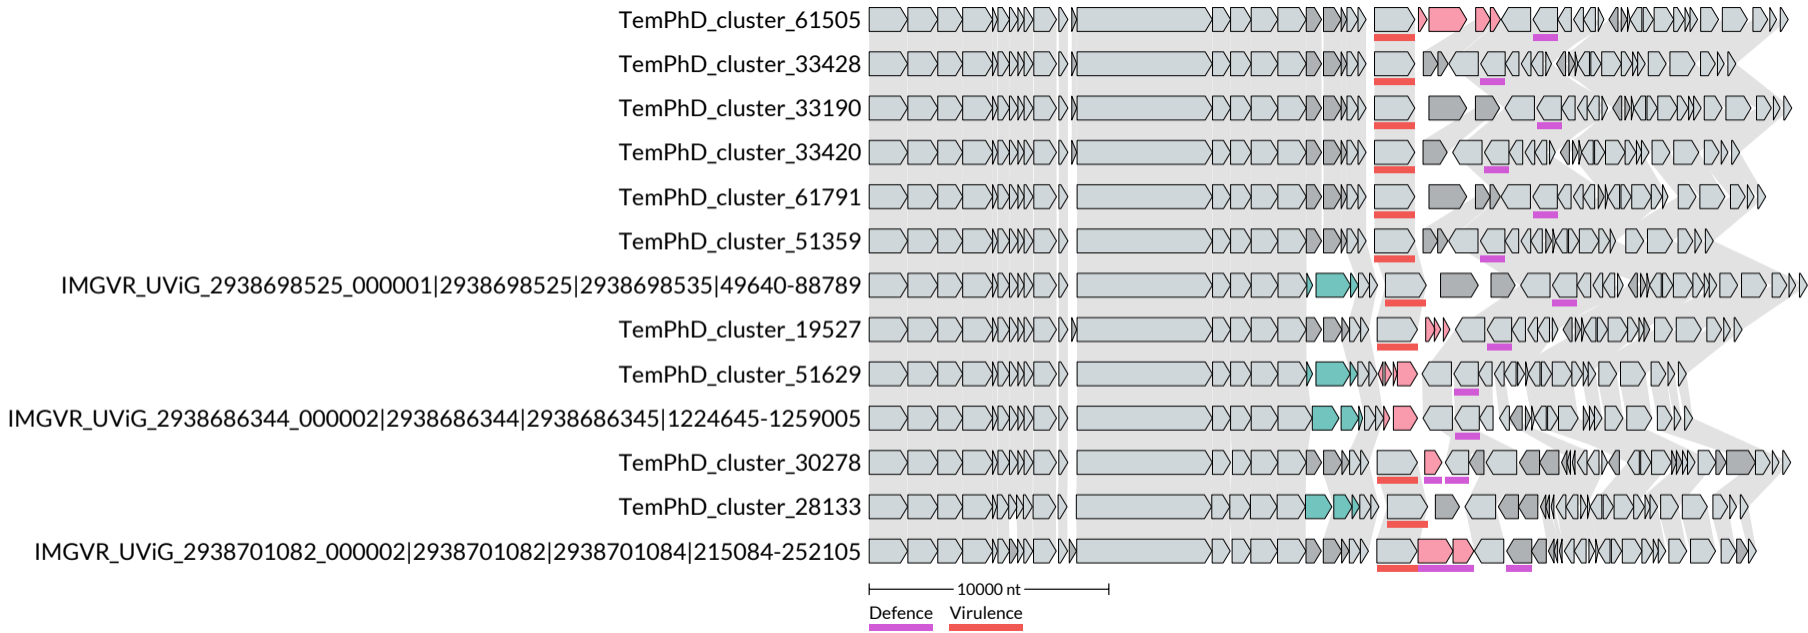 TemPhD_cluster_61505
TemPhD_cluster_33428
TemPhD_cluster_33190
TemPhD_cluster_33420
TemPhD_cluster_61791
TemPhD_cluster_51359
IMGVR_UViG_2938698525_000001|2938698525|2938698535|49640-88789
TemPhD_cluster_19527
TemPhD_cluster_51629
IMGVR_UViG_2938686344_000002|2938686344|2938686345|1224645-1259005
TemPhD_cluster_30278
TemPhD_cluster_28133
IMGVR_UViG_2938701082_000002|2938701082|2938701084|215084-252105
10000 nt
Defence Virulence